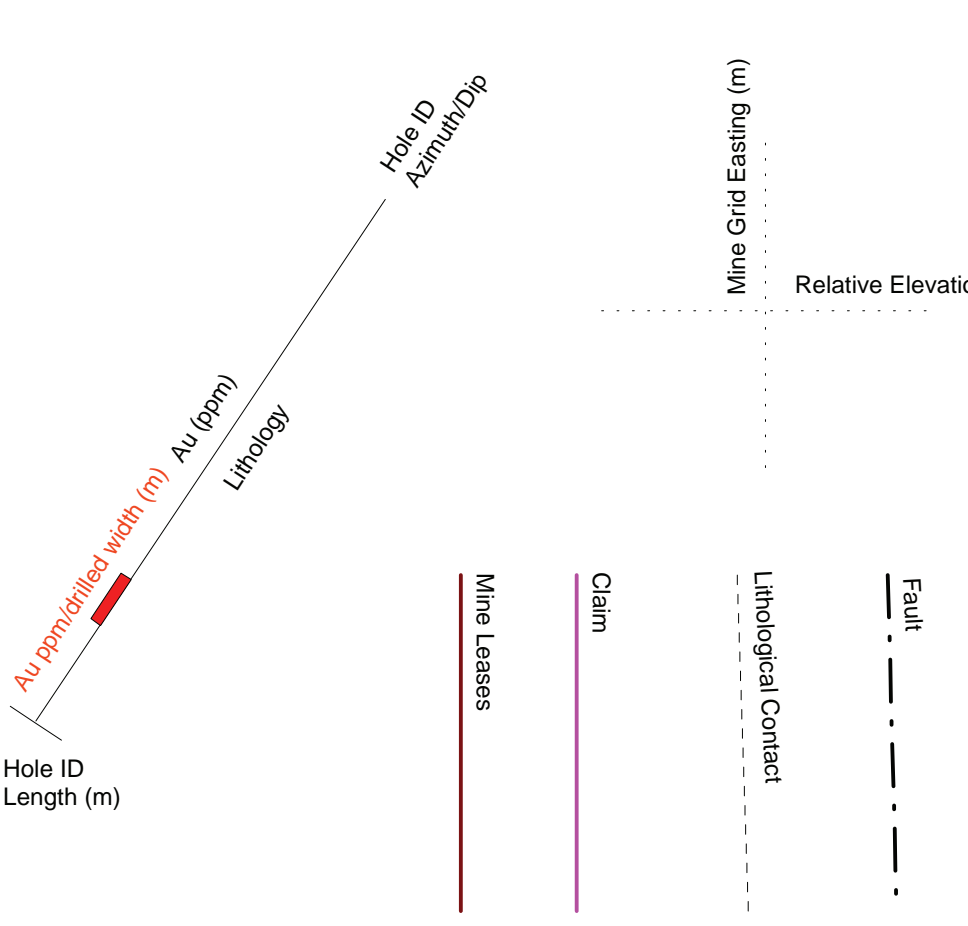 Hole ID
Azimuth/Dip
Mine Grid Easting (m)
Relative
Au (ppm)
Lithology
Au ppm/drilled width (m)
Hole ID
Length (m)
Mine Leases
Claim
Lithological Contact
Fault